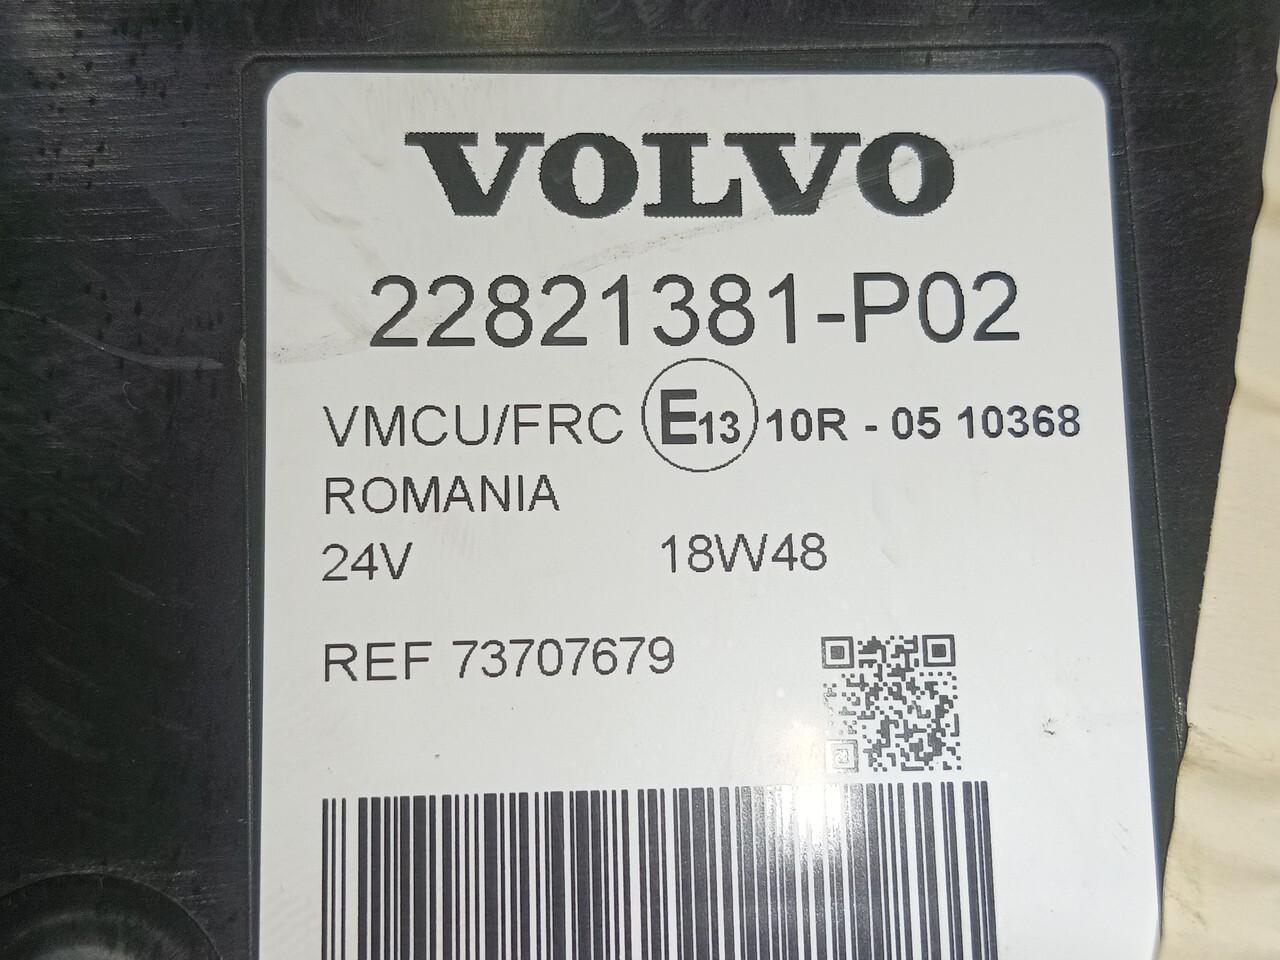 VOLVO
22821381-P02
VMCU/FRC E13 10R - 05 10368
ROMANIA
24V 18W48
REF 73707679